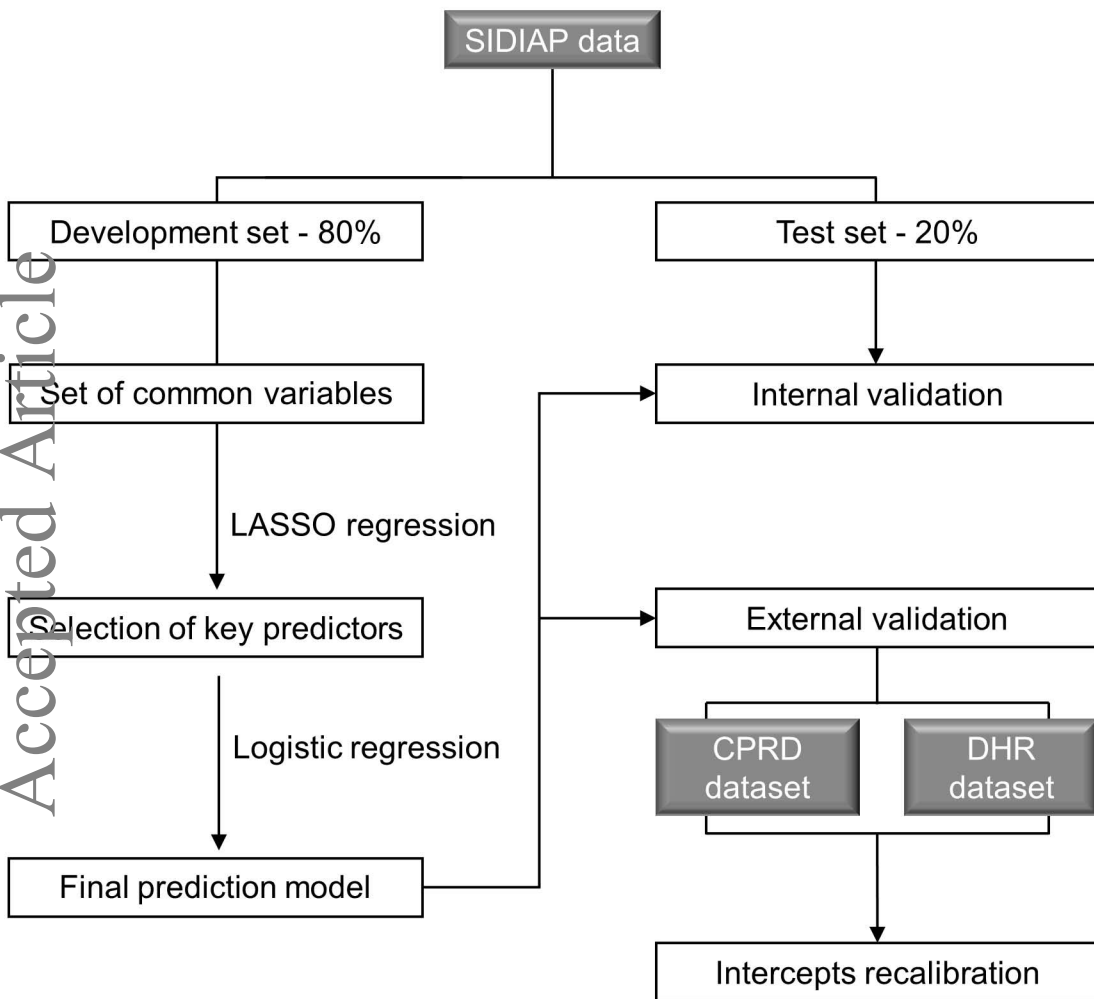 SIDIAP data
Development set - 80%
Test set - 20%
Set of common variables
Internal validation
LASSO regression
Selection of key predictors
External validation
Logistic regression
CPRD
dataset
DHR
dataset
Final prediction model
Intercepts recalibration
Accepted Article